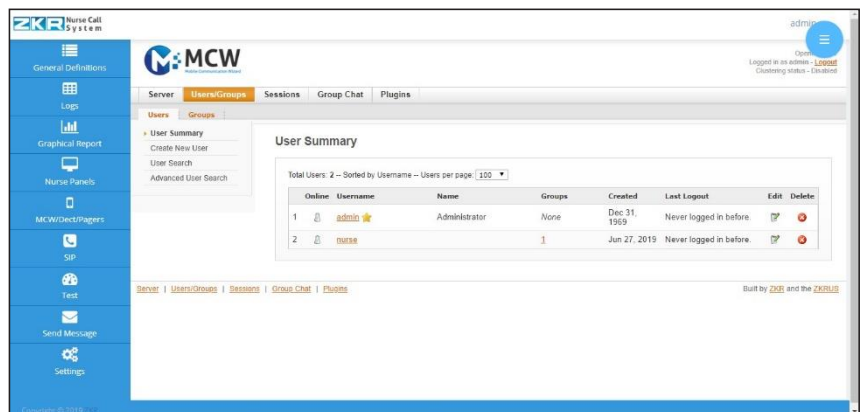 ZKR Nurse Call System
admin
General Definitions
Logs
Graphical Report
Nurse Panels
MCW/Dect/Pagers
SIP
Test
Send Message
Settings
MCW
Mobile Communication Wizard
Logged in as admin - Logout
Clustering status - Disabled
Server Users/Groups Sessions Group Chat Plugins
Users Groups
User Summary
Create New User
User Search
Advanced User Search
User Summary
Total Users: 2 -- Sorted by Username -- Users per page: 100
Online Username Name Groups Created Last Logout Edit Delete
1 admin Administrator None Dec 31, 1969 Never logged in before.
2 nurse 1 Jun 27, 2019 Never logged in before.
Server | Users/Groups | Sessions | Group Chat | Plugins
Built by ZKR and the ZKRUS
Copyright © 2019